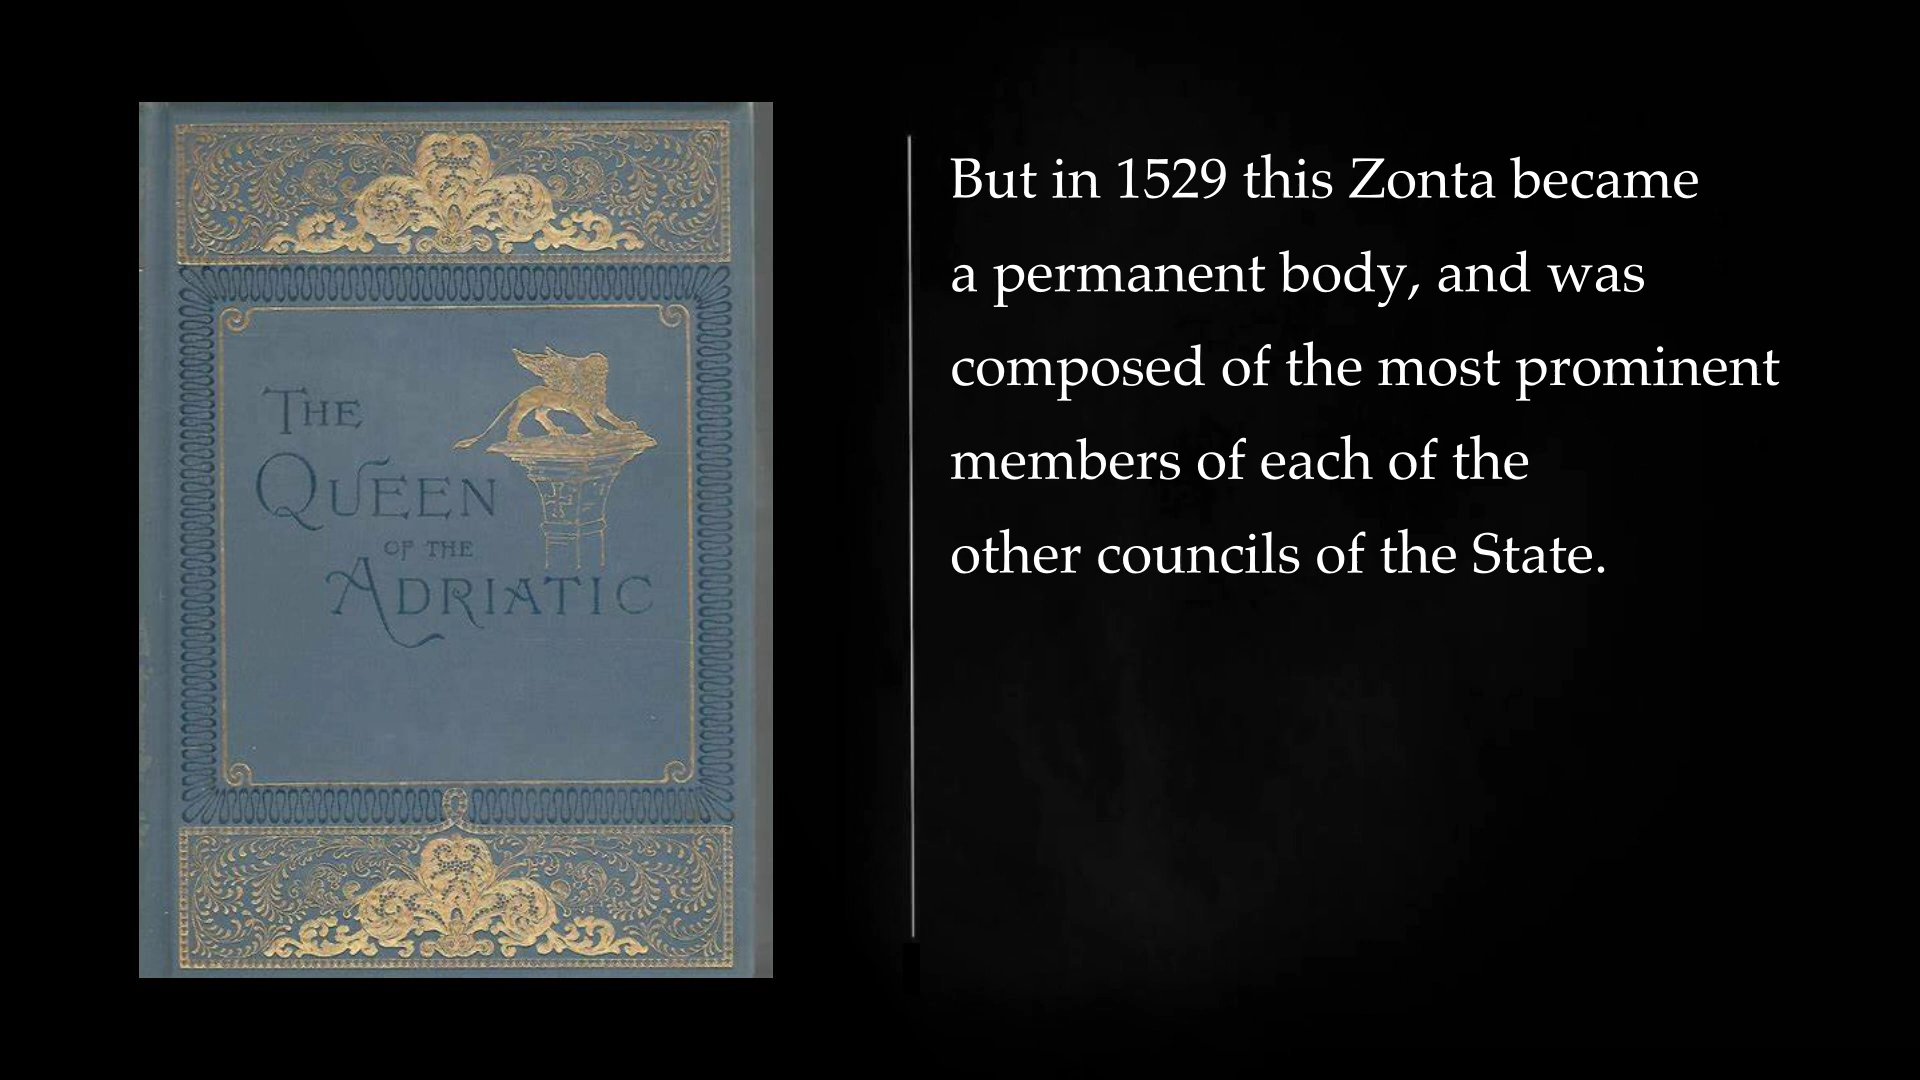 THE
QUEEN
OF THE
ADRIATIC
But in 1529 this Zonta became
a permanent body, and was
composed of the most prominent
members of each of the
other councils of the State.